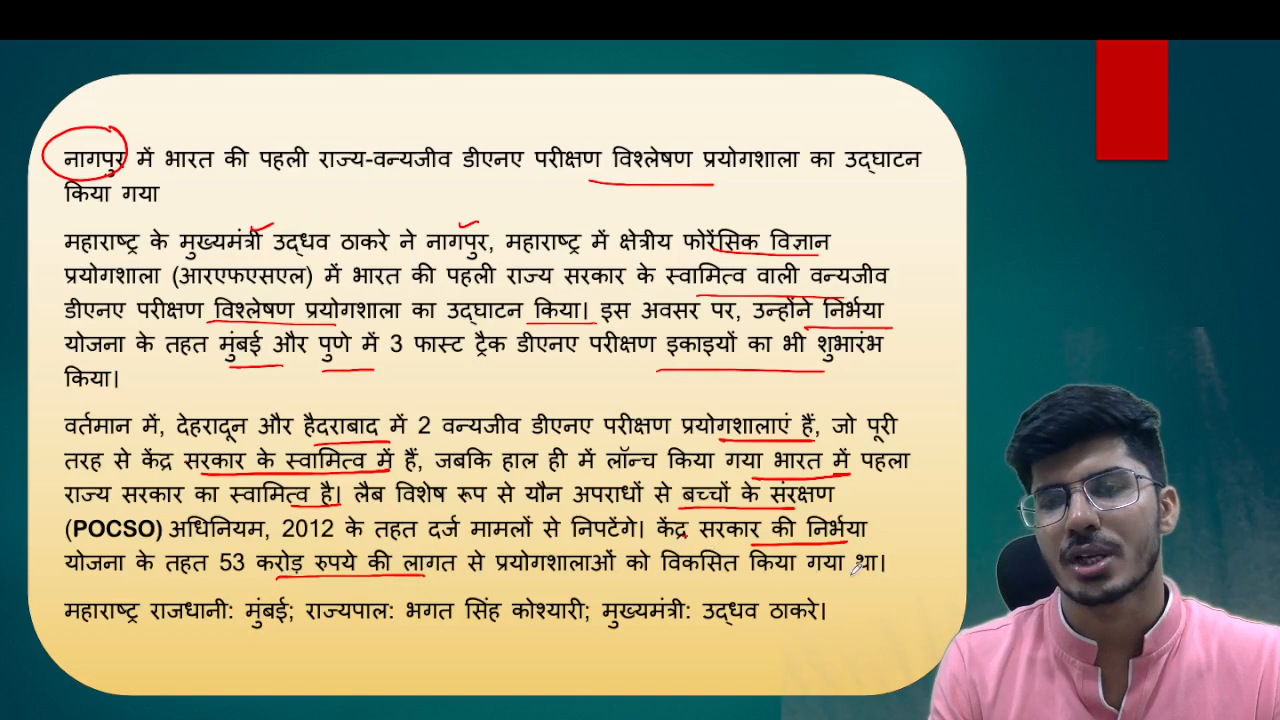 नागपुर में भारत की पहली राज्य-वन्यजीव डीएनए परीक्षण विश्लेषण प्रयोगशाला का उद्घाटन
किया गया
महाराष्ट्र के मुख्यमंत्री उद्धव ठाकरे ने नागपुर, महाराष्ट्र में क्षेत्रीय फोरेंसिक विज्ञान
प्रयोगशाला (आरएफएसएल) में भारत की पहली राज्य सरकार के स्वामित्व वाली वन्यजीव
डीएनए परीक्षण विश्लेषण प्रयोगशाला का उद्घाटन किया। इस अवसर पर, उन्होंने निर्भया
योजना के तहत मुंबई और पुणे में 3 फास्ट ट्रैक डीएनए परीक्षण इकाइयों का भी शुभारंभ
किया।
वर्तमान में, देहरादून और हैदराबाद में 2 वन्यजीव डीएनए परीक्षण प्रयोगशालाएं हैं, जो पूरी
तरह से केंद्र सरकार के स्वामित्व में हैं, जबकि हाल ही में लॉन्च किया गया भारत में पहला
राज्य सरकार का स्वामित्व है। लैब विशेष रूप से यौन अपराधों से बच्चों के संरक्षण
(POCSO) अधिनियम, 2012 के तहत दर्ज मामलों से निपटेंगे। केंद्र सरकार की निर्भया
योजना के तहत 53 करोड़ रुपये की लागत से प्रयोगशालाओं को विकसित किया गया था।
महाराष्ट्र राजधानी: मुंबई; राज्यपाल: भगत सिंह कोश्यारी; मुख्यमंत्री: उद्धव ठाकरे।